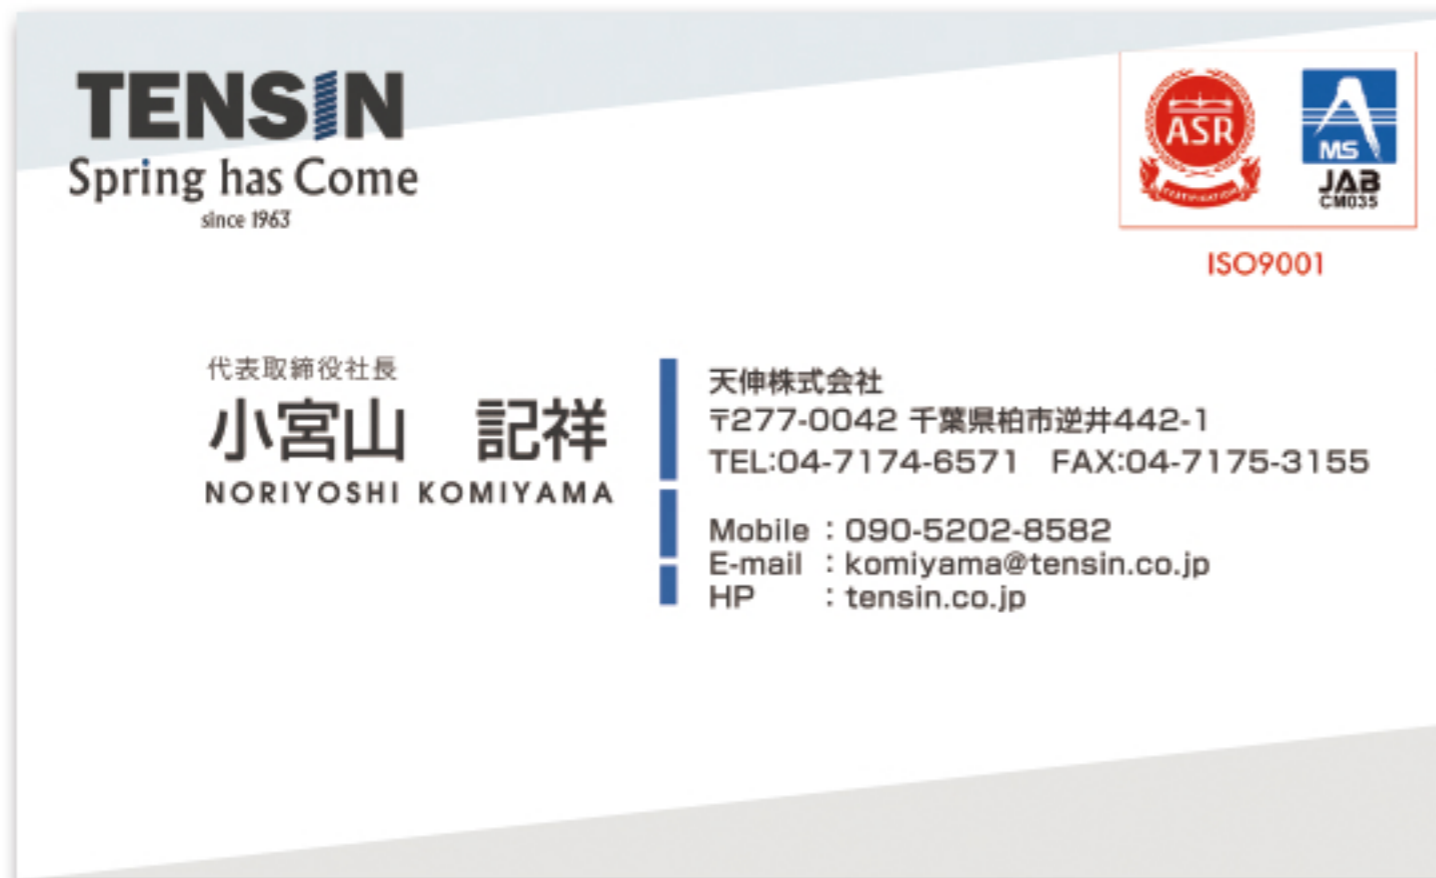 TENSIN
Spring has Come
since 1963
ASR
CERTIFICATION
MS
JAB
CM035
ISO9001
代表取締役社長
小宮山　記祥
NORIYOSHI KOMIYAMA
天伸株式会社
〒277-0042 千葉県柏市逆井442-1
TEL:04-7174-6571　FAX:04-7175-3155
Mobile : 090-5202-8582
E-mail : komiyama@tensin.co.jp
HP : tensin.co.jp